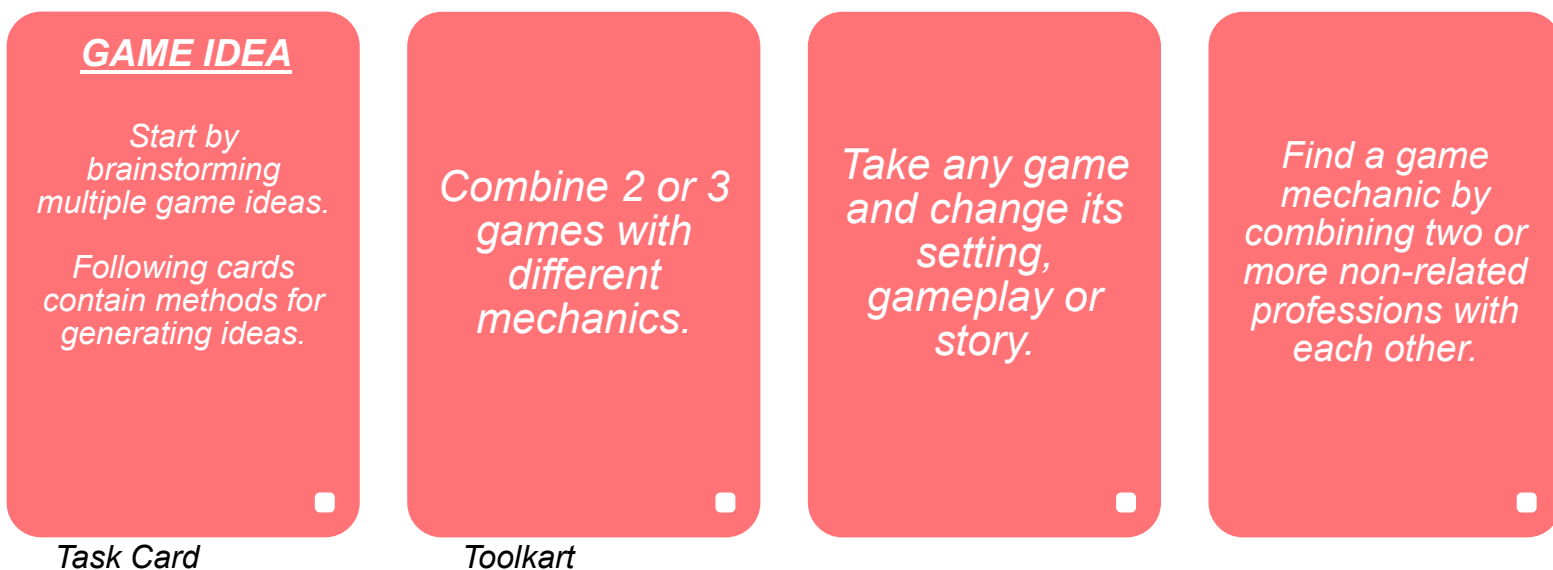 GAME IDEA
Start by
brainstorming
multiple game ideas.
Following cards
contain methods for
generating ideas.
Task Card
Combine 2 or 3
games with
different
mechanics.
Toolkart
Take any game
and change its
setting,
gameplay or
story.
Find a game
mechanic by
combining two or
more non-related
professions with
each other.